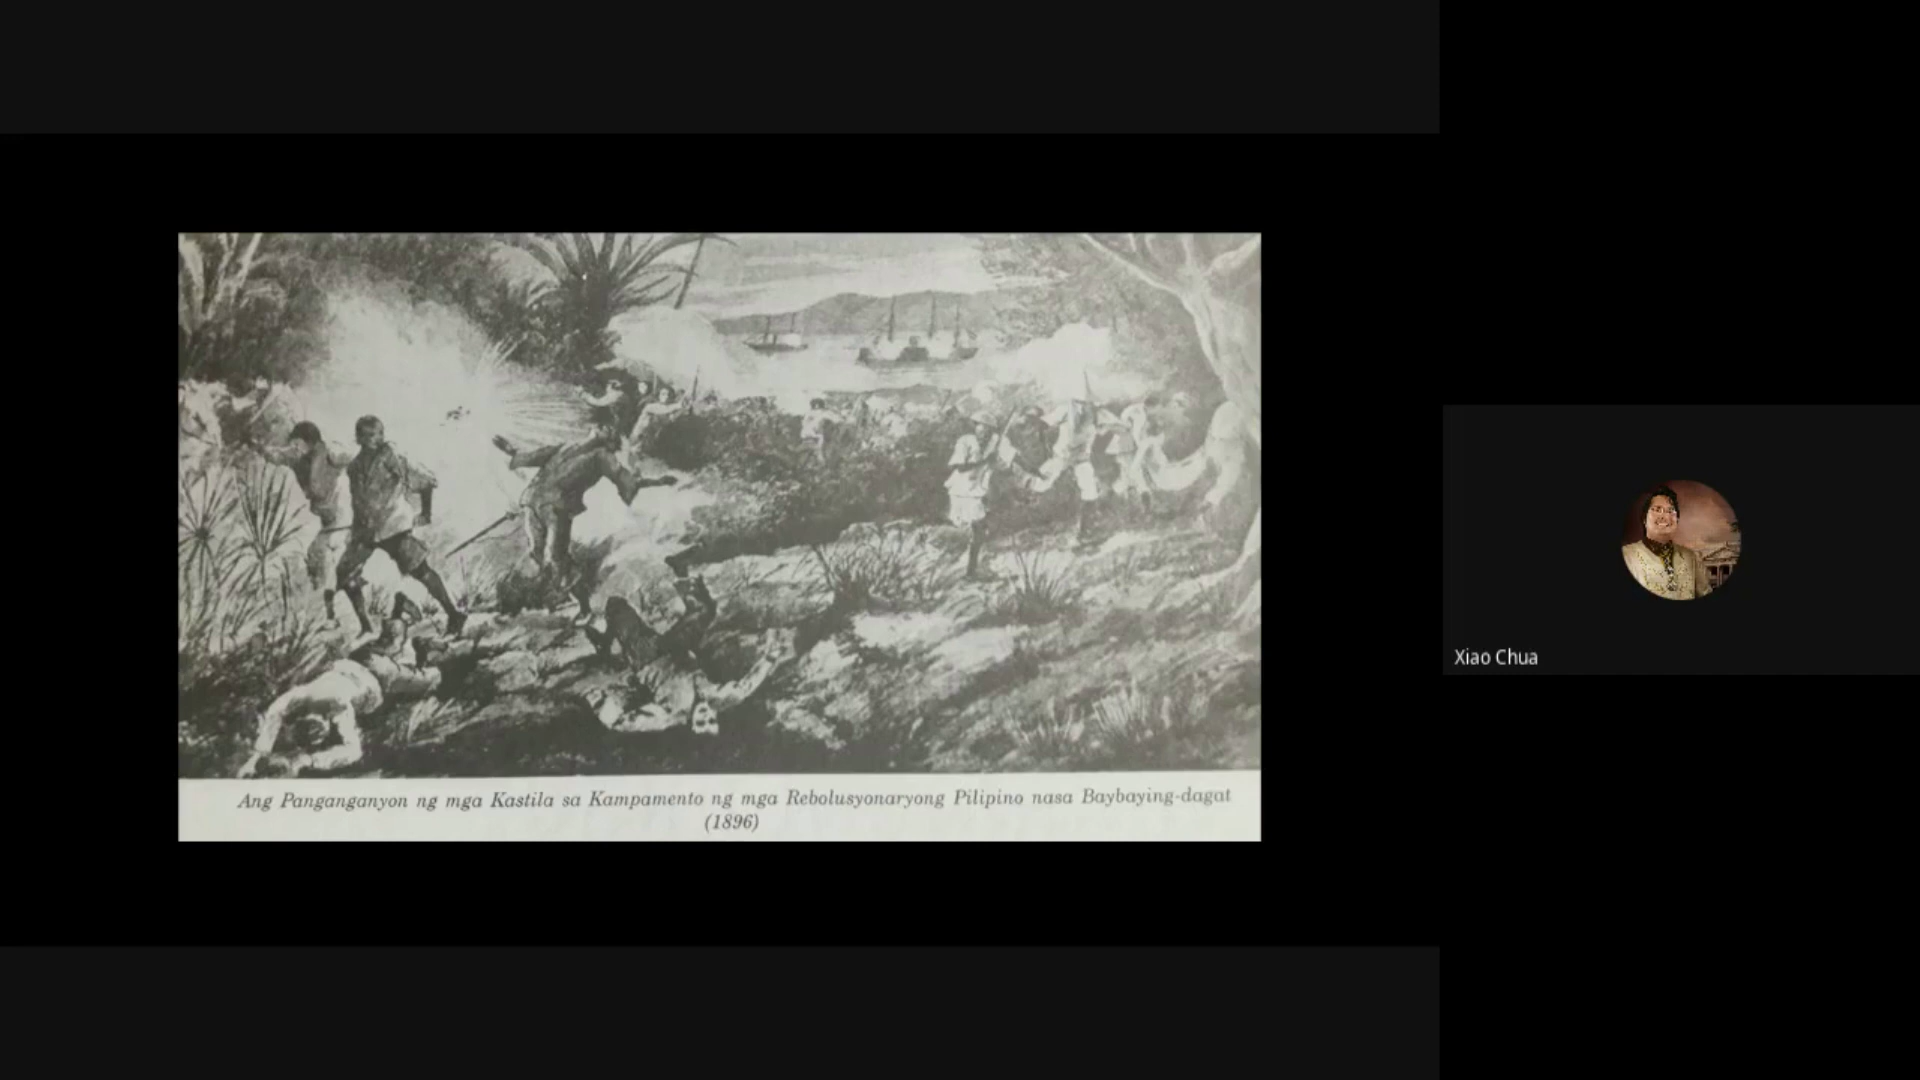 Ang Panganganyon ng mga Kastila sa Kampamento ng mga Rebolusyonaryong Pilipino nasa Baybaying-dagat
(1896)
Xiao Chua